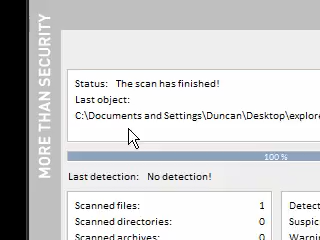 MORE THAN SECURITY
Status: The scan has finished!
Last object:
C:\Documents and Settings\Duncan\Desktop\explore
100 %
Last detection: No detection!
Scanned files: 1
Detect
Scanned directories: 0
Suspic
Scanned archives: 0
Warnin